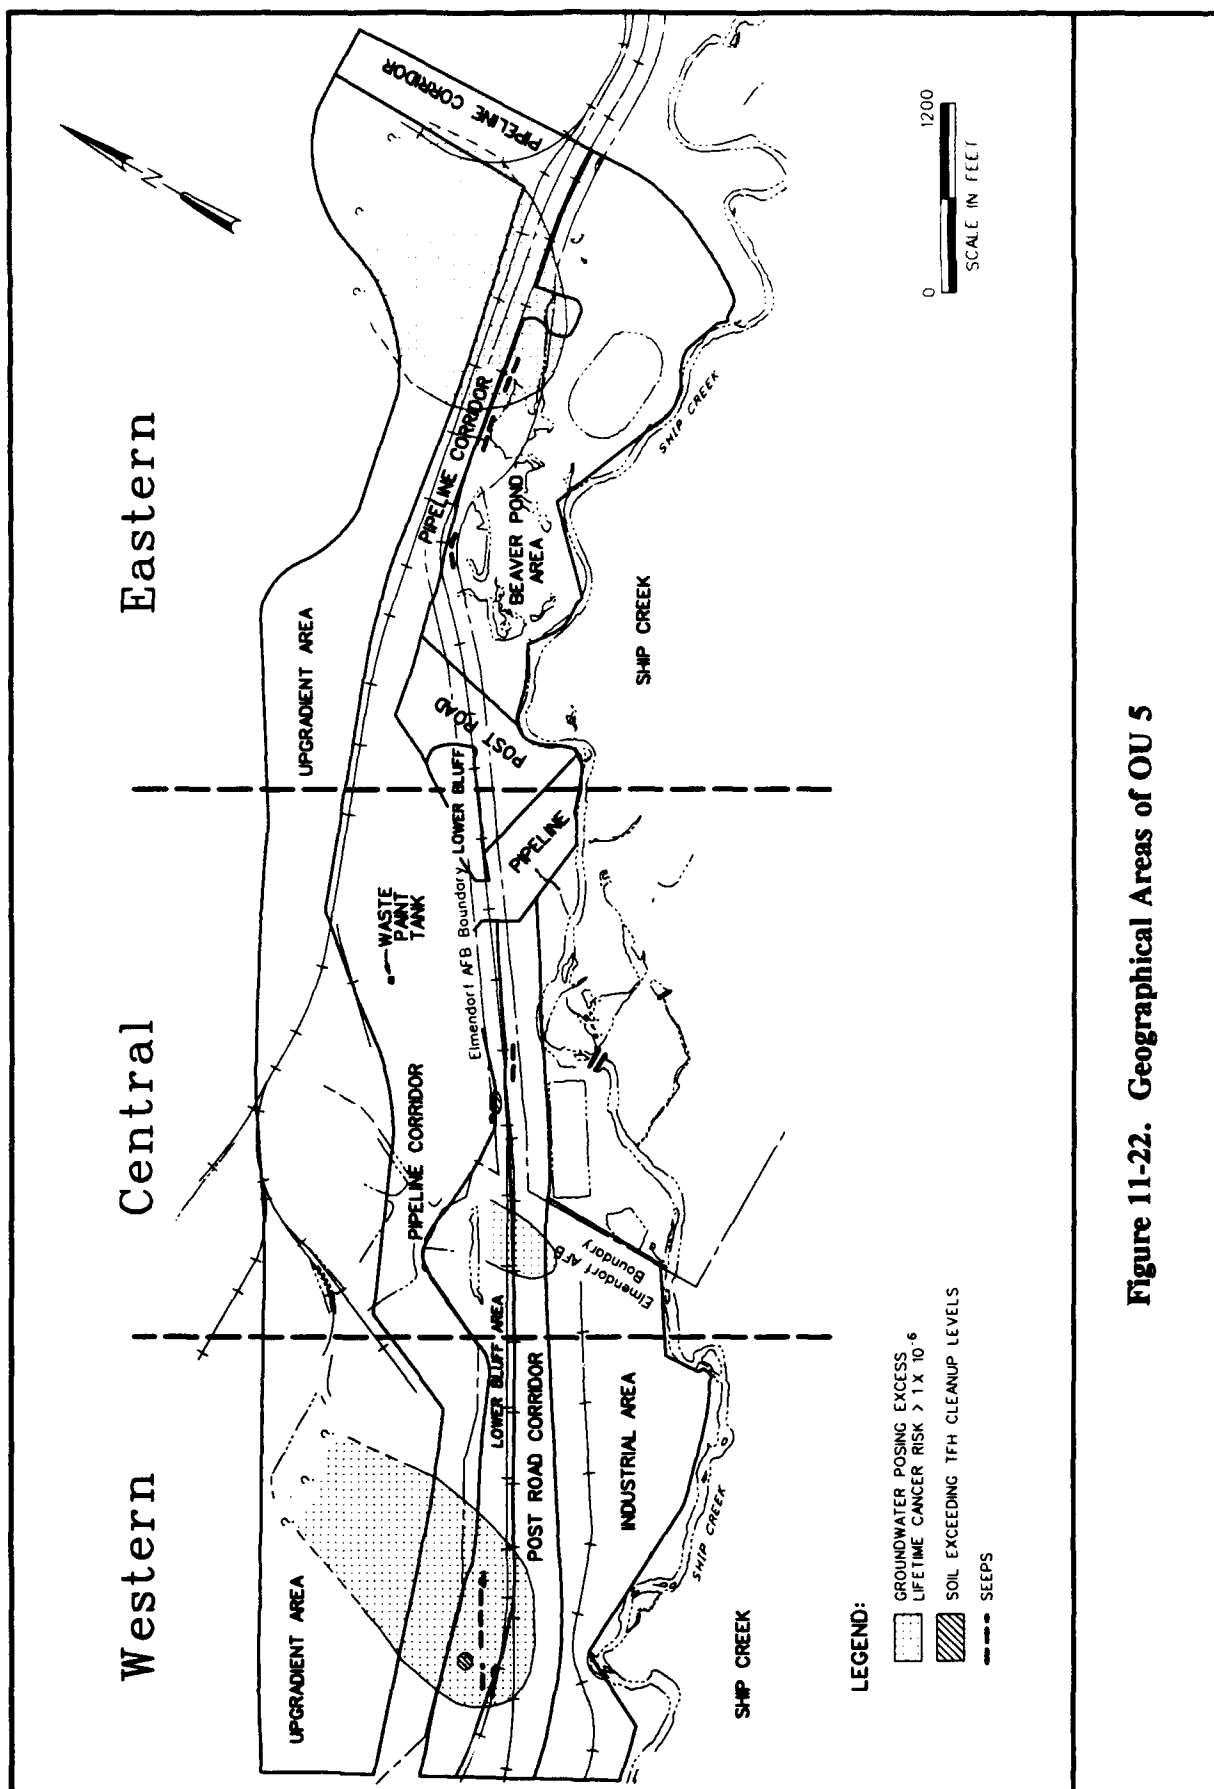 Western
Central
Eastern
N
UPGRADIENT AREA
UPGRADIENT AREA
PIPELINE CORRIDOR
PIPELINE CORRIDOR
?
?
?
?
?
?
WASTE
PAINT
TANK
PIPELINE CORRIDOR
PIPELINE CORRIDOR
Elmendorf AFB Boundary
LOWER BLUFF
POST ROAD
PIPELINE
BEAVER POND
AREA
LOWER BLUFF AREA
POST ROAD CORRIDOR
Elmendorf AFB
Boundary
INDUSTRIAL AREA
SHIP CREEK
SHIP CREEK
SHIP CREEK
SHIP CREEK
LEGEND:
GROUNDWATER POSING EXCESS
LIFETIME CANCER RISK > 1 X 10⁻⁶
SOIL EXCEEDING TFH CLEANUP LEVELS
SEEPS
0 1200
SCALE IN FEET
Figure 11-22. Geographical Areas of OU 5